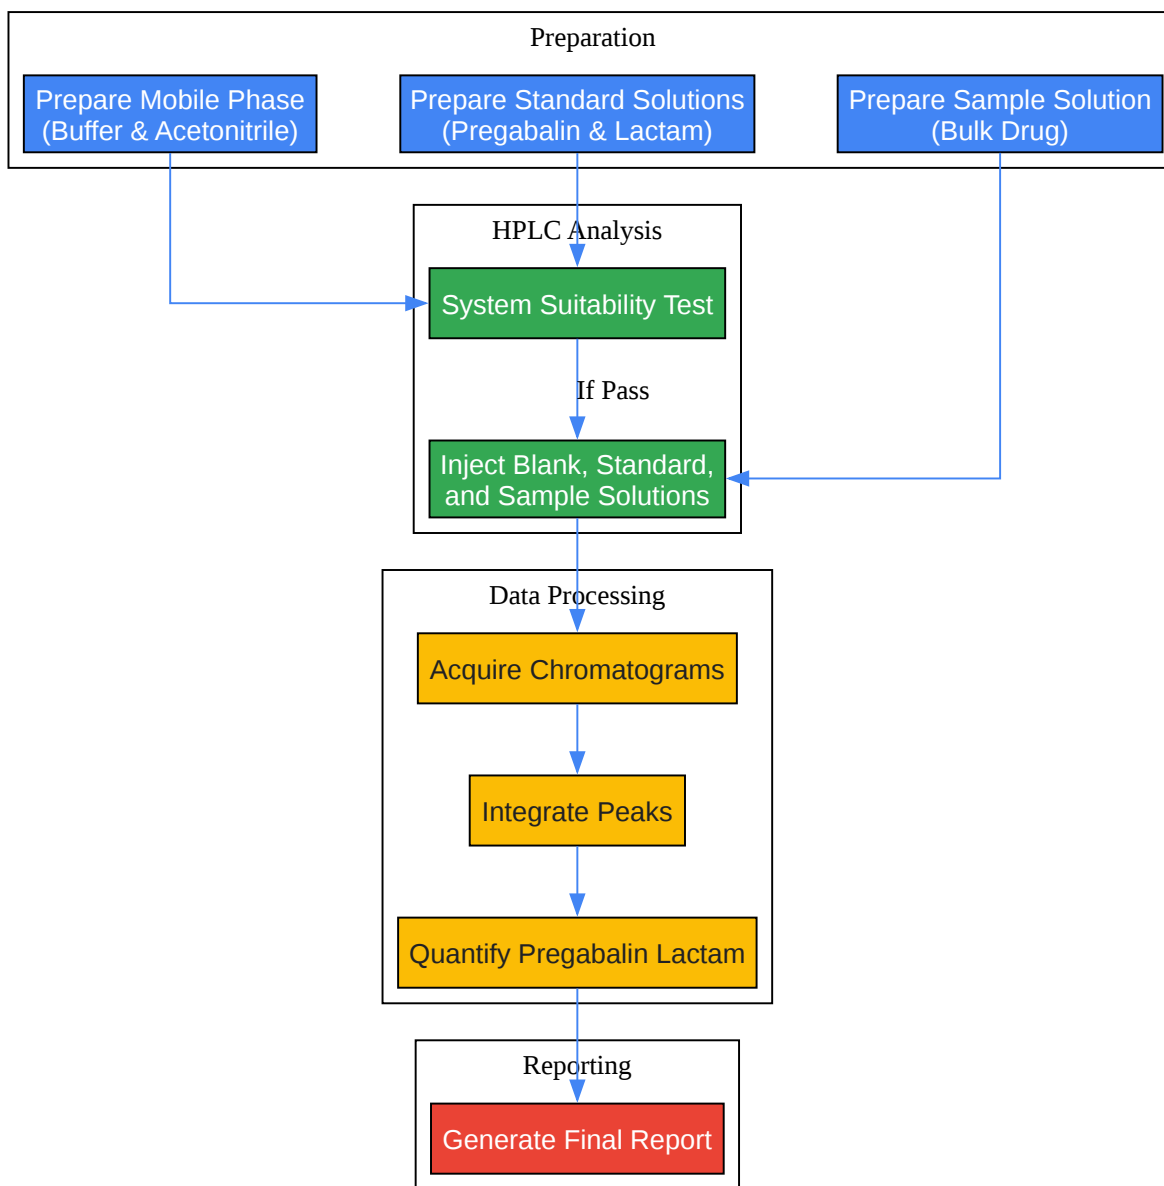 Preparation
Prepare Mobile Phase
(Buffer & Acetonitrile)
Prepare Standard Solutions
(Pregabalin & Lactam)
Prepare Sample Solution
(Bulk Drug)
HPLC Analysis
System Suitability Test
If Pass
Inject Blank, Standard,
and Sample Solutions
Data Processing
Acquire Chromatograms
Integrate Peaks
Quantify Pregabalin Lactam
Reporting
Generate Final Report